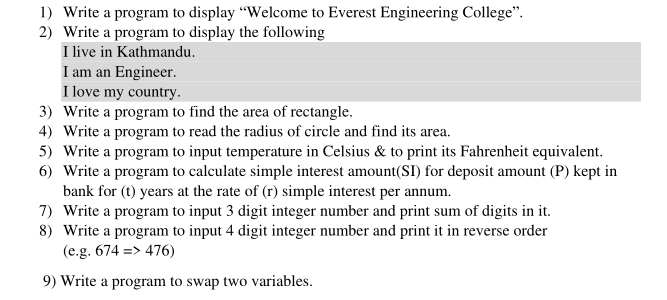 1) Write a program to display “Welcome to Everest Engineering College”.
2) Write a program to display the following
I live in Kathmandu.
I am an Engineer.
I love my country.
3) Write a program to find the area of rectangle.
4) Write a program to read the radius of circle and find its area.
5) Write a program to input temperature in Celsius & to print its Fahrenheit equivalent.
6) Write a program to calculate simple interest amount(SI) for deposit amount (P) kept in
bank for (t) years at the rate of (r) simple interest per annum.
7) Write a program to input 3 digit integer number and print sum of digits in it.
8) Write a program to input 4 digit integer number and print it in reverse order
(e.g. 674 => 476)
9) Write a program to swap two variables.